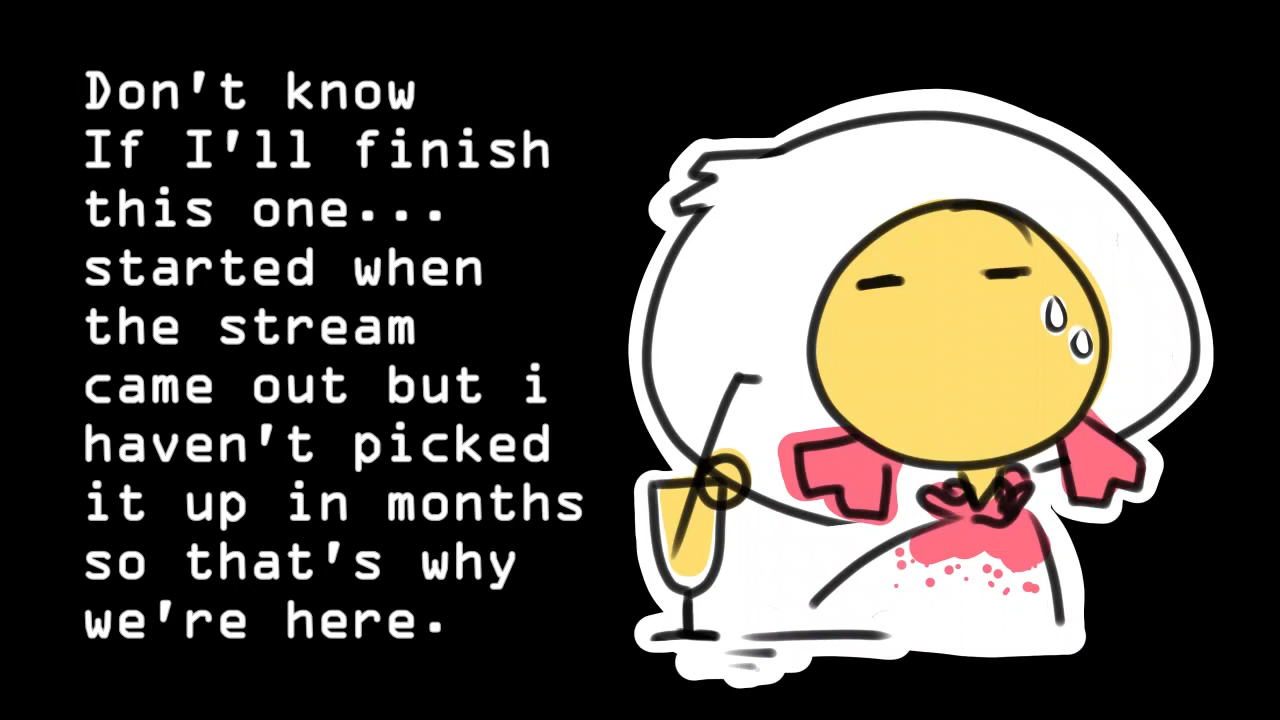 Don't know
If I'll finish
this one...
started when
the stream
came out but i
haven't picked
it up in months
so that's why
we're here.